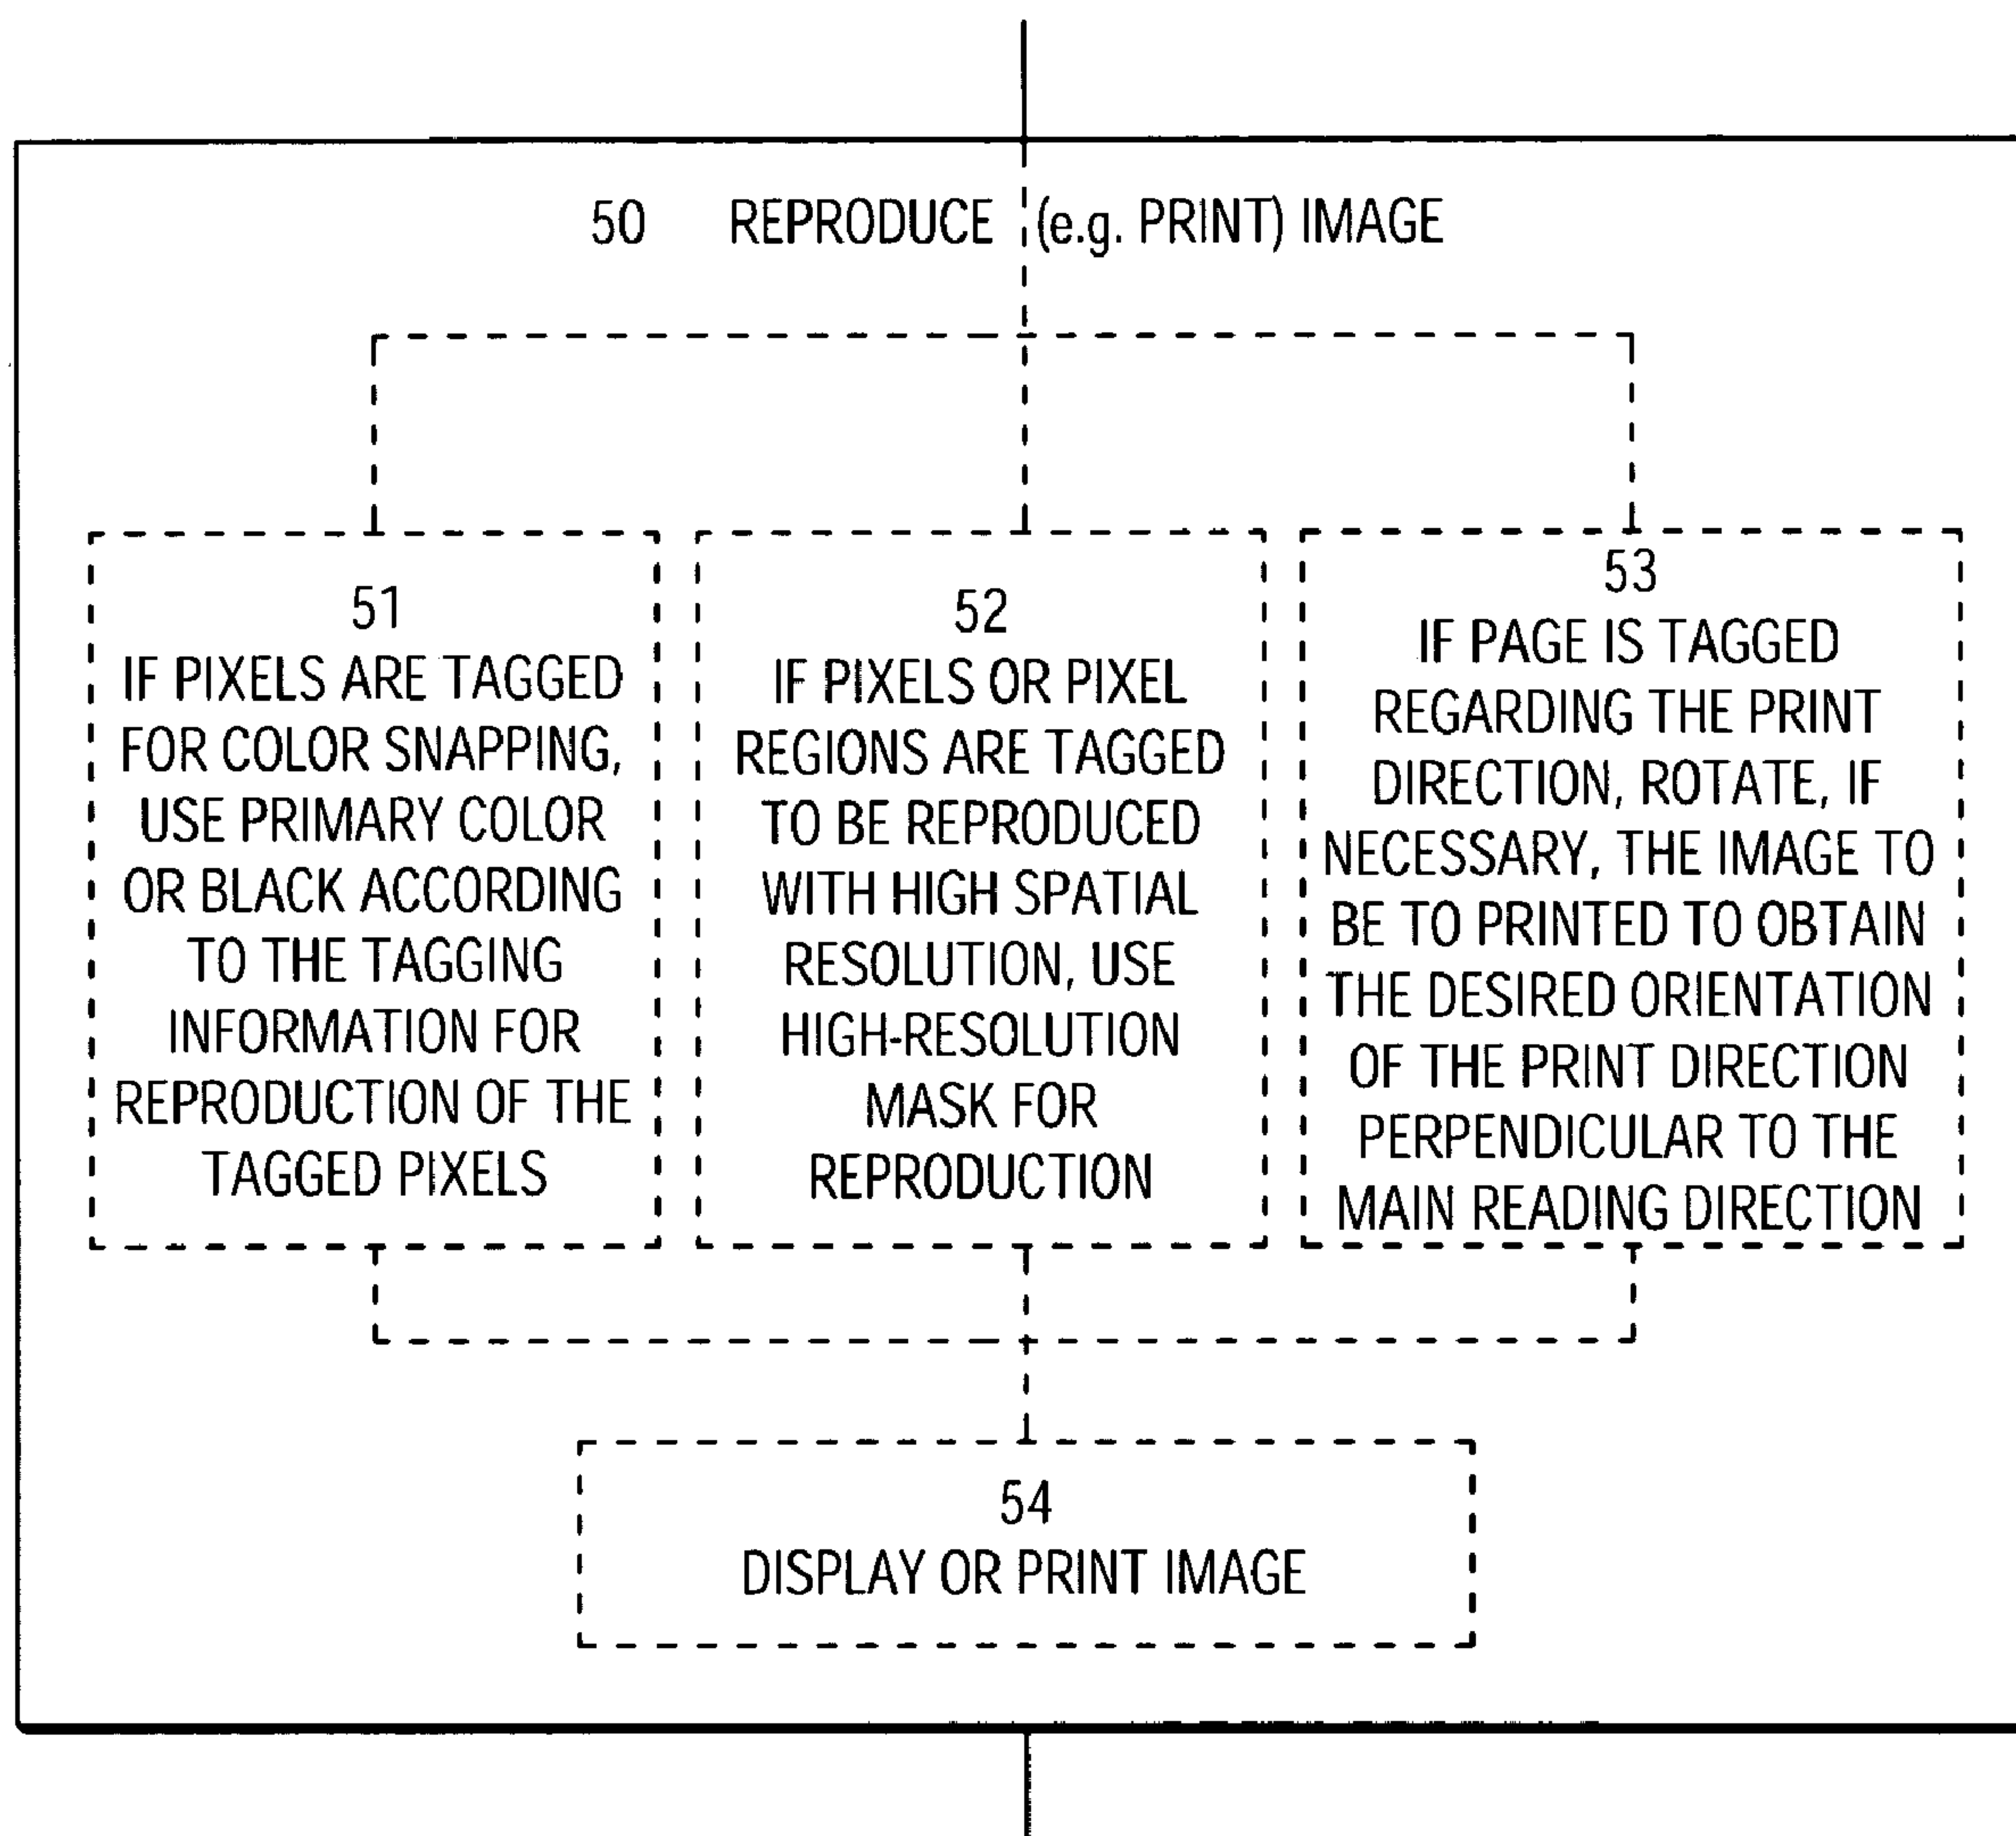 50 REPRODUCE (e.g. PRINT) IMAGE
51
IF PIXELS ARE TAGGED
FOR COLOR SNAPPING,
USE PRIMARY COLOR
OR BLACK ACCORDING
TO THE TAGGING
INFORMATION FOR
REPRODUCTION OF THE
TAGGED PIXELS
52
IF PIXELS OR PIXEL
REGIONS ARE TAGGED
TO BE REPRODUCED
WITH HIGH SPATIAL
RESOLUTION, USE
HIGH-RESOLUTION
MASK FOR
REPRODUCTION
53
IF PAGE IS TAGGED
REGARDING THE PRINT
DIRECTION, ROTATE, IF
NECESSARY, THE IMAGE TO
BE TO PRINTED TO OBTAIN
THE DESIRED ORIENTATION
OF THE PRINT DIRECTION
PERPENDICULAR TO THE
MAIN READING DIRECTION
54
DISPLAY OR PRINT IMAGE